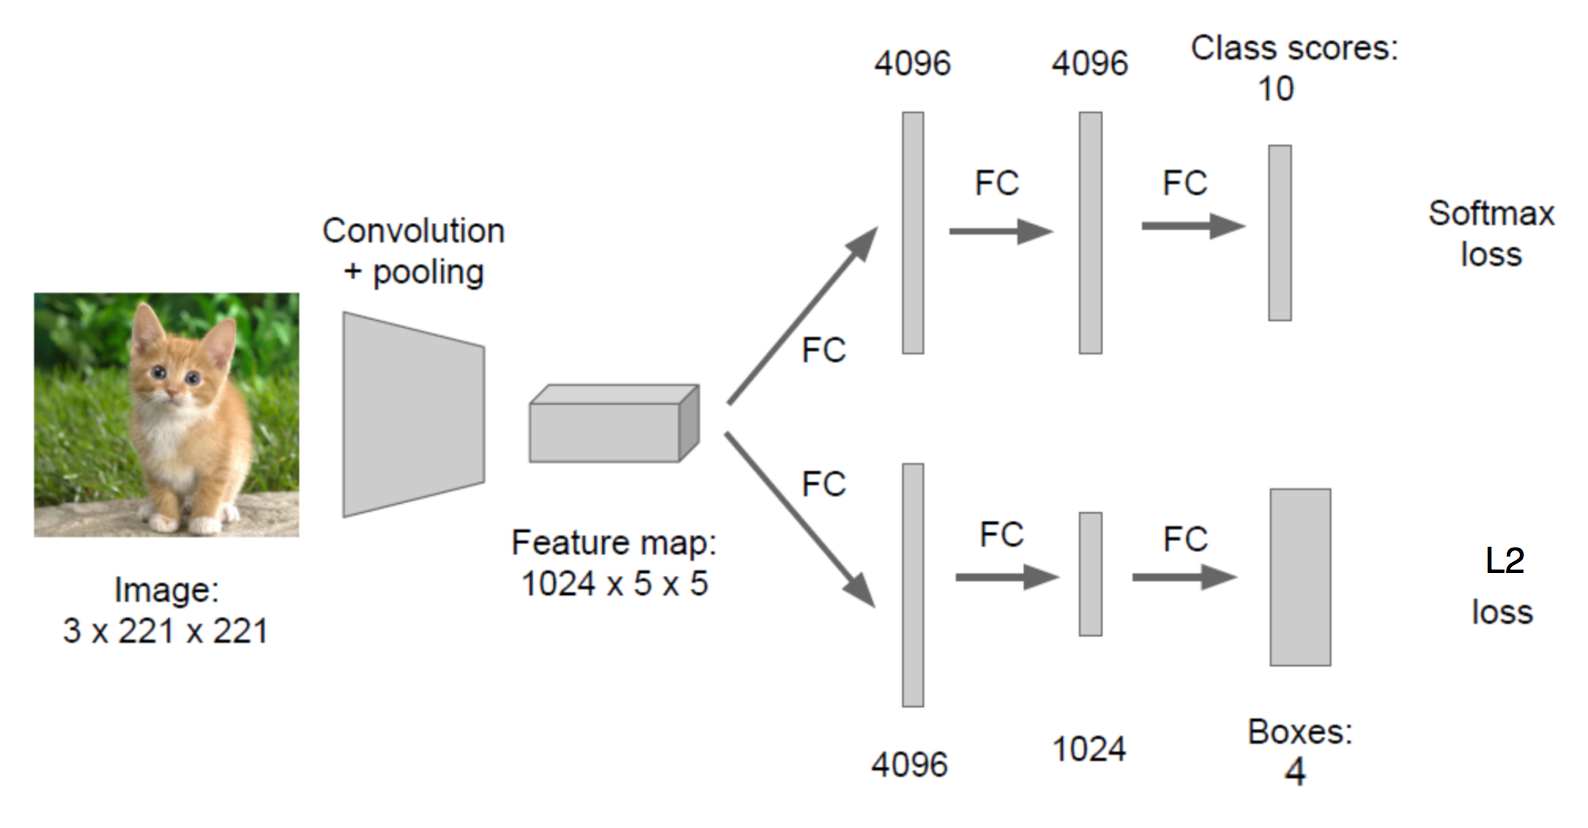 Image:
3 x 221 x 221
Convolution
+ pooling
Feature map:
1024 x 5 x 5
FC
4096
FC
4096
FC
Class scores:
10
Softmax
loss
FC
4096
FC
1024
FC
Boxes:
4
L2
loss